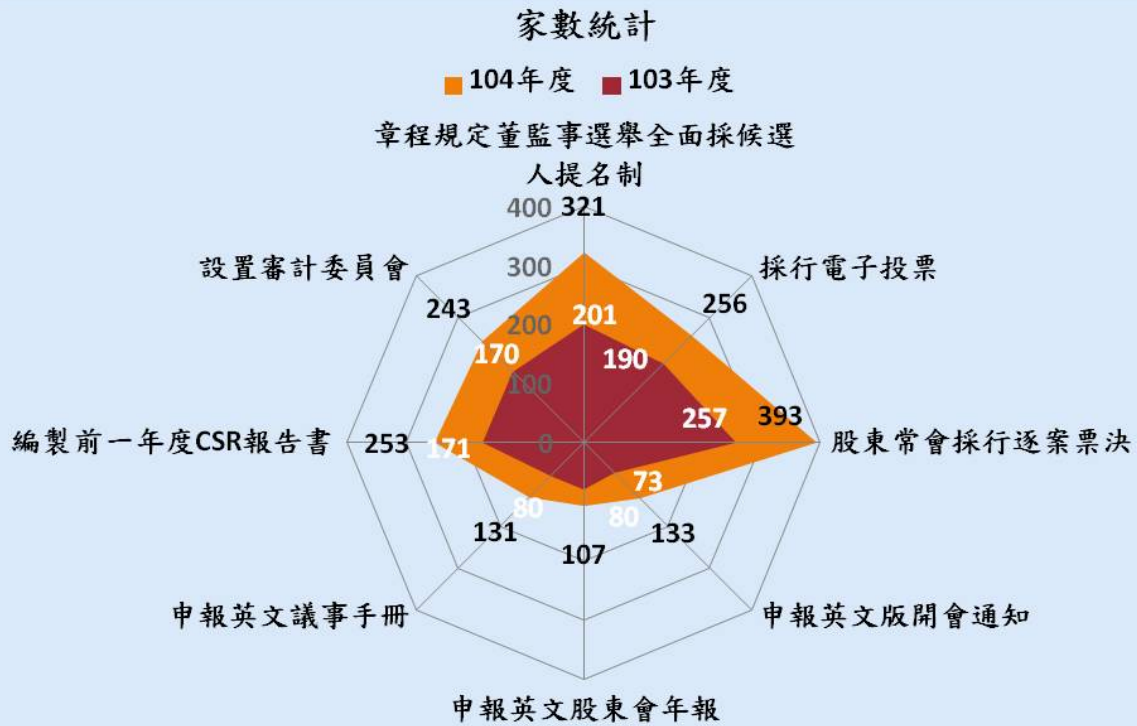 家數統計
104年度 103年度
章程規定董監事選舉全面採候選
人提名制
400 321
設置審計委員會 採行電子投票
300
243 256
200 201
170 190
100
257 393
編製前一年度CSR報告書 253 171 0 股東常會採行逐案票決
73
80 80
131 107 133
申報英文議事手冊 申報英文版開會通知
申報英文股東會年報